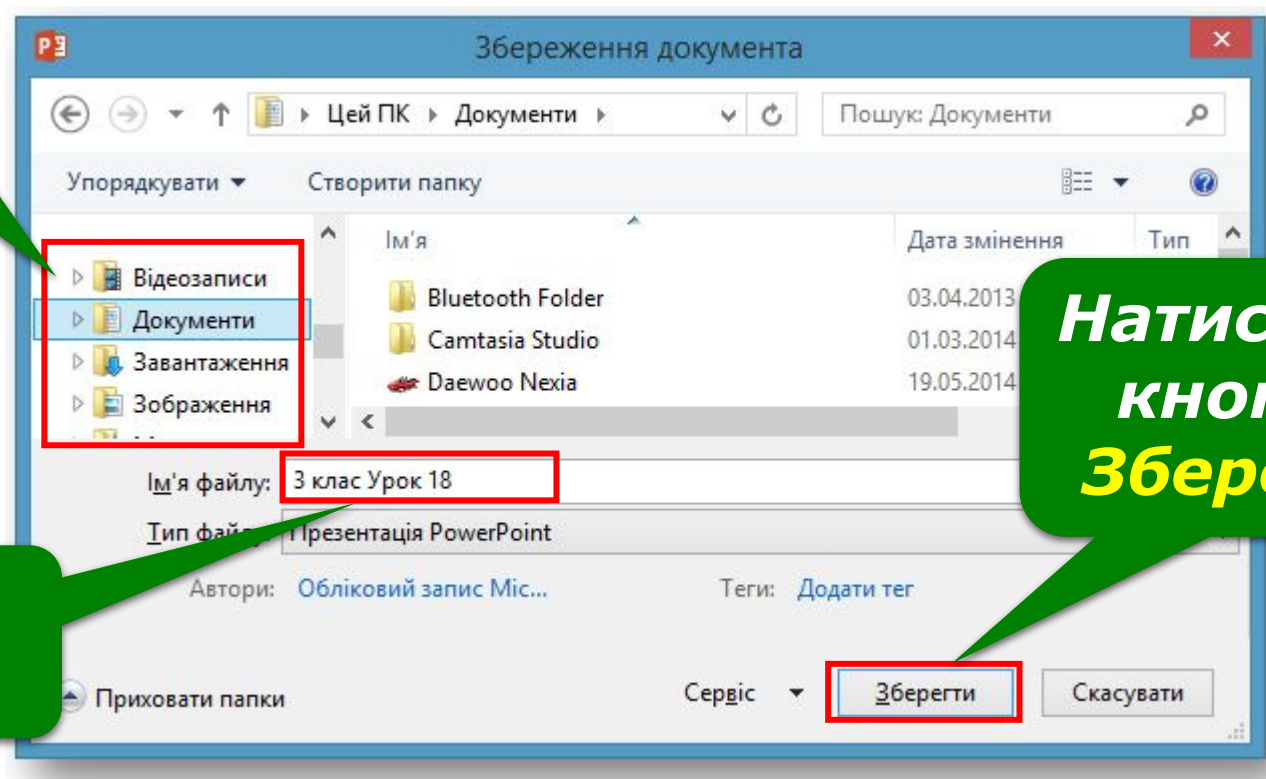 Збереження документа
Цей ПК Документи
Пошук: Документи
Упорядкувати
Створити папку
Ім'я
Дата змінення
Тип
Відеозаписи
Документи
Завантаження
Зображення
Bluetooth Folder
03.04.2013
Camtasia Studio
01.03.2014
Daewoo Nexia
19.05.2014
Ім'я файлу: 3 клас Урок 18
Тип Презентація PowerPoint
Автори: Обліковий запис Міс...
Теги: Додати тег
Приховати папки
Сервіс
Зберегти
Скасувати
Натис
кноп
Збере